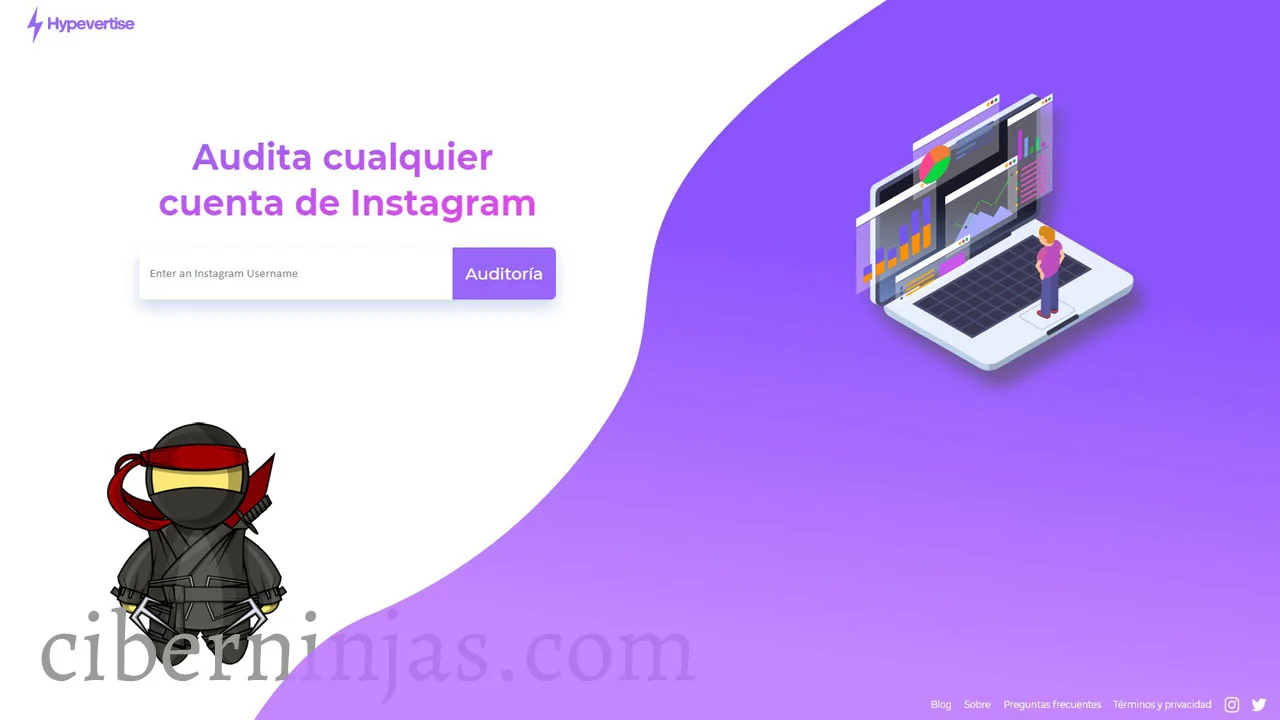 Hypevertise
Audita cualquier
cuenta de Instagram
Enter an Instagram Username
Auditoría
ciberninjas.com
Blog Sobre Preguntas frecuentes Términos y privacidad